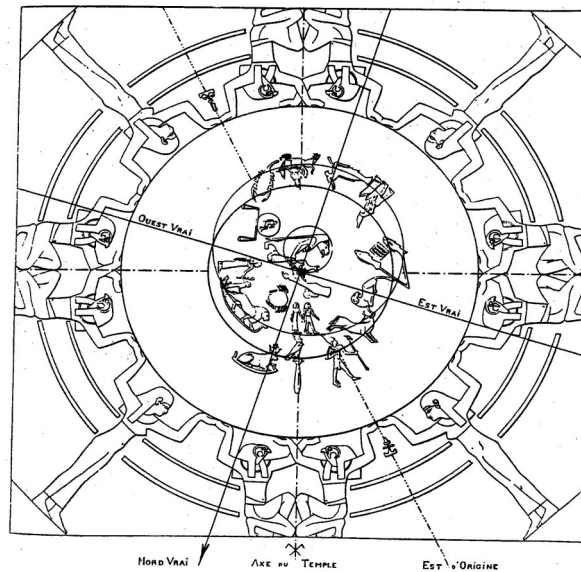 OUEST VRAI
EST VRAI
NORD VRAI
AXE DU TEMPLE
EST D'ORIGINE